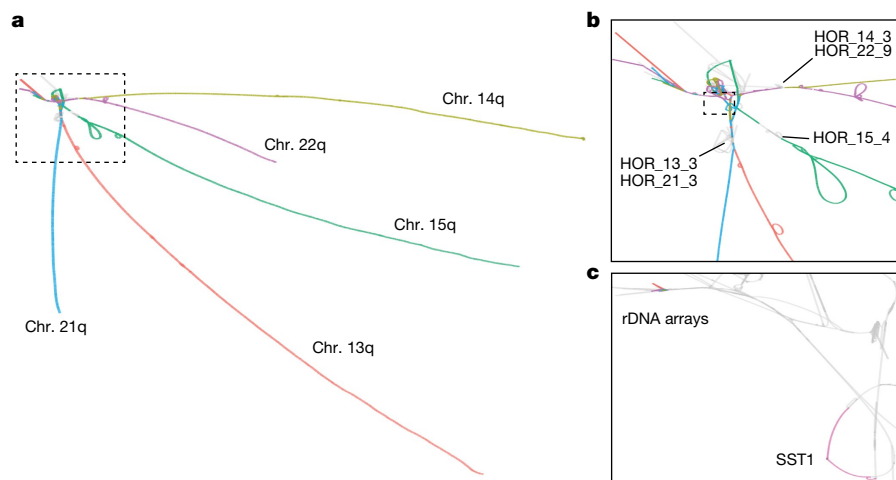 a
Chr. 14q
Chr. 22q
Chr. 15q
Chr. 21q
Chr. 13q
b
HOR_14_3
HOR_22_9
HOR_15_4
HOR_13_3
HOR_21_3
c
rDNA arrays
SST1